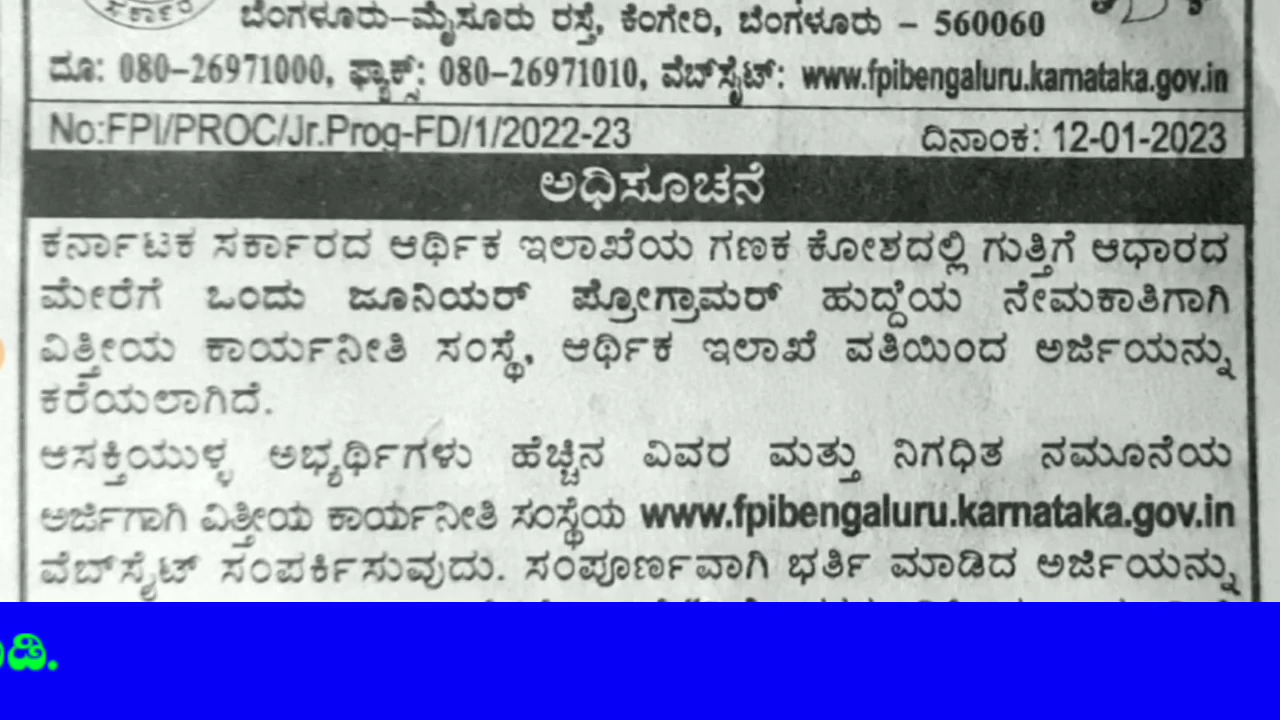 ಸರ್ಕಾರ
ಬೆಂಗಳೂರು–ಮೈಸೂರು ರಸ್ತೆ, ಕೆಂಗೇರಿ, ಬೆಂಗಳೂರು – 560060
ದೂ: 080–26971000, ಫ್ಯಾಕ್ಸ್: 080–26971010, ವೆಬ್‌ಸೈಟ್: www.fpibengaluru.karnataka.gov.in
No:FPI/PROC/Jr.Prog-FD/1/2022-23 ದಿನಾಂಕ: 12-01-2023
ಅಧಿಸೂಚನೆ
ಕರ್ನಾಟಕ ಸರ್ಕಾರದ ಆರ್ಥಿಕ ಇಲಾಖೆಯ ಗಣಕ ಕೋಶದಲ್ಲಿ ಗುತ್ತಿಗೆ ಆಧಾರದ
ಮೇರೆಗೆ ಒಂದು ಜೂನಿಯರ್ ಪ್ರೋಗ್ರಾಮರ್ ಹುದ್ದೆಯ ನೇಮಕಾತಿಗಾಗಿ
ವಿತ್ತೀಯ ಕಾರ್ಯನೀತಿ ಸಂಸ್ಥೆ, ಆರ್ಥಿಕ ಇಲಾಖೆ ವತಿಯಿಂದ ಅರ್ಜಿಯನ್ನು
ಕರೆಯಲಾಗಿದೆ.
ಆಸಕ್ತಿಯುಳ್ಳ ಅಭ್ಯರ್ಥಿಗಳು ಹೆಚ್ಚಿನ ವಿವರ ಮತ್ತು ನಿಗಧಿತ ನಮೂನೆಯ
ಅರ್ಜಿಗಾಗಿ ವಿತ್ತೀಯ ಕಾರ್ಯನೀತಿ ಸಂಸ್ಥೆಯ www.fpibengaluru.karnataka.gov.in
ವೆಬ್‌ಸೈಟ್ ಸಂಪರ್ಕಿಸುವುದು. ಸಂಪೂರ್ಣವಾಗಿ ಭರ್ತಿ ಮಾಡಿದ ಅರ್ಜಿಯನ್ನು